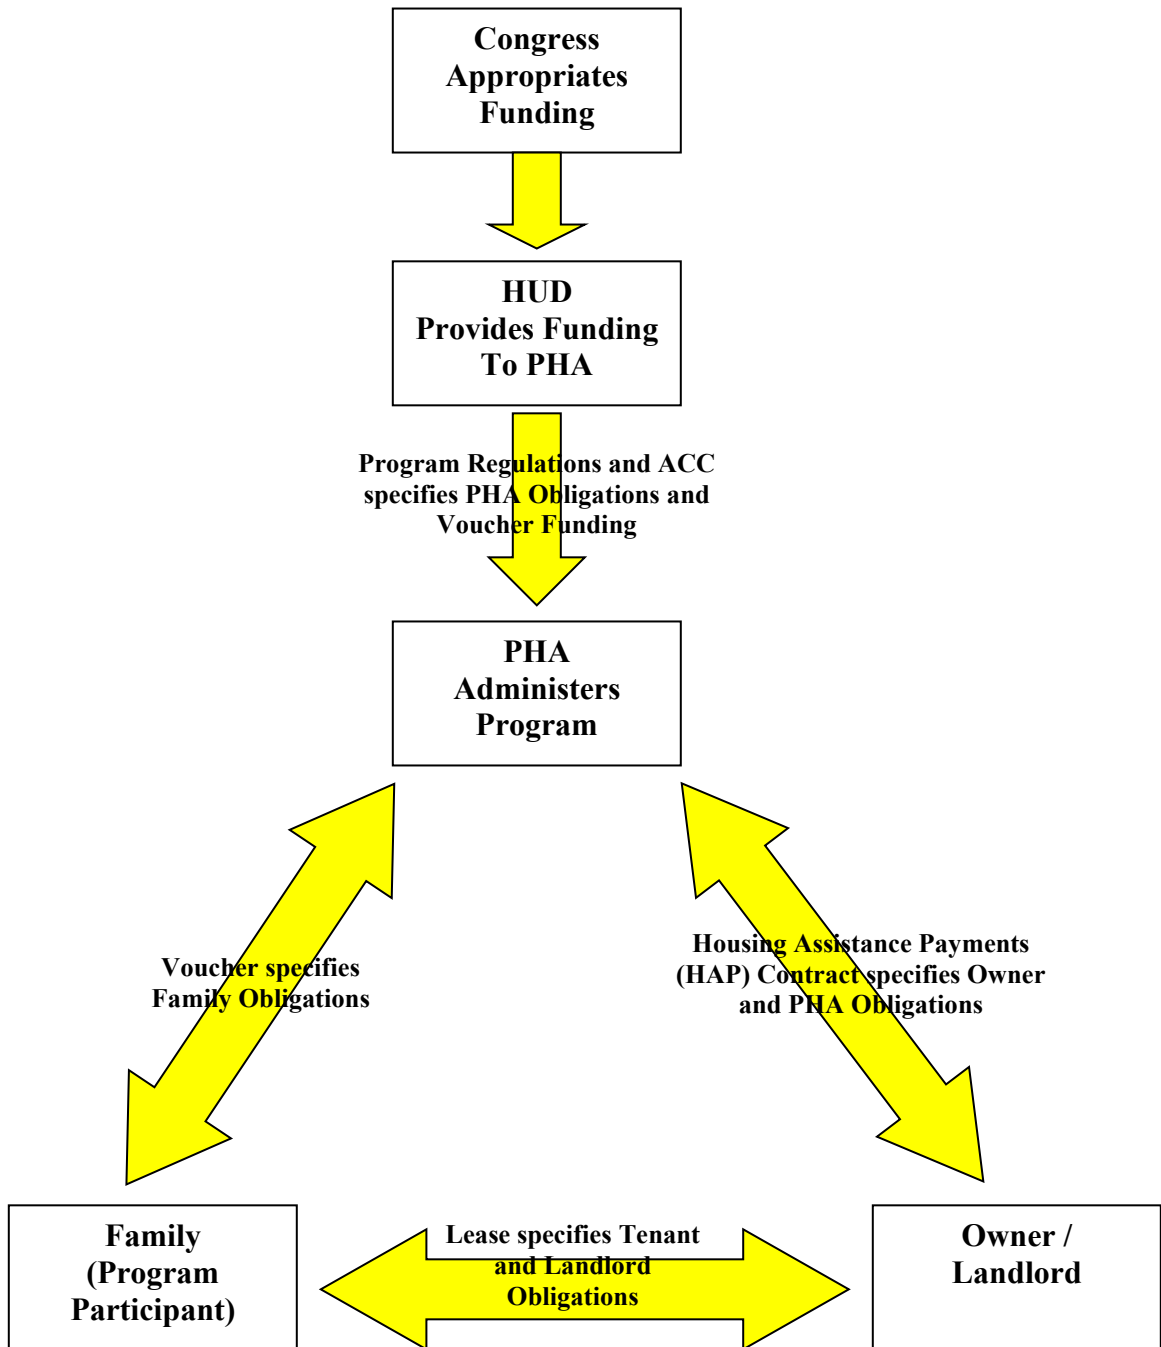 Congress
Appropriates
Funding
HUD
Provides Funding
To PHA
Program Regulations and ACC
specifies PHA Obligations and
Voucher Funding
PHA
Administers
Program
Voucher specifies
Family Obligations
Housing Assistance Payments
(HAP) Contract specifies Owner
and PHA Obligations
Family
(Program
Participant)
Lease specifies Tenant
and Landlord
Obligations
Owner /
Landlord